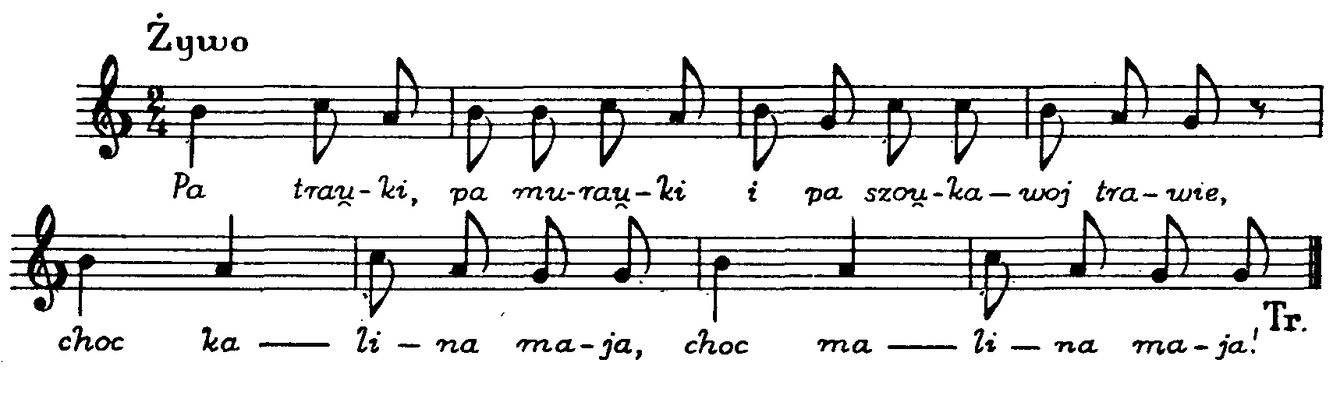 Żywo
2/4
Pa trau̯-ki, pa mu-rau̯-ki i pa szou̯-ka-woj tra-wie,
choc ka—li-na ma-ja, choc ma—li-na ma-ja!
Tr.